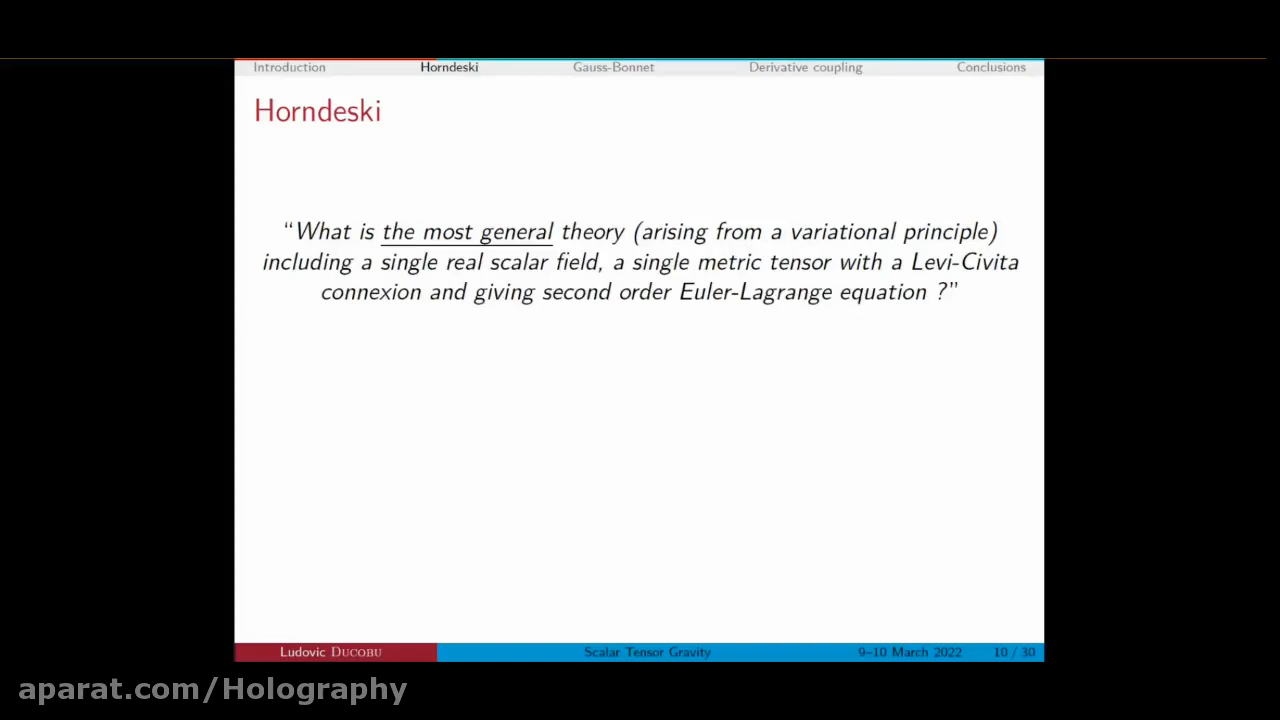 Introduction Horndeski Gauss-Bonnet Derivative coupling Conclusions
Horndeski
“What is the most general theory (arising from a variational principle)
including a single real scalar field, a single metric tensor with a Levi-Civita
connexion and giving second order Euler-Lagrange equation ?”
Ludovic DUCOBU Scalar Tensor Gravity 9–10 March 2022 10 / 30
aparat.com/Holography